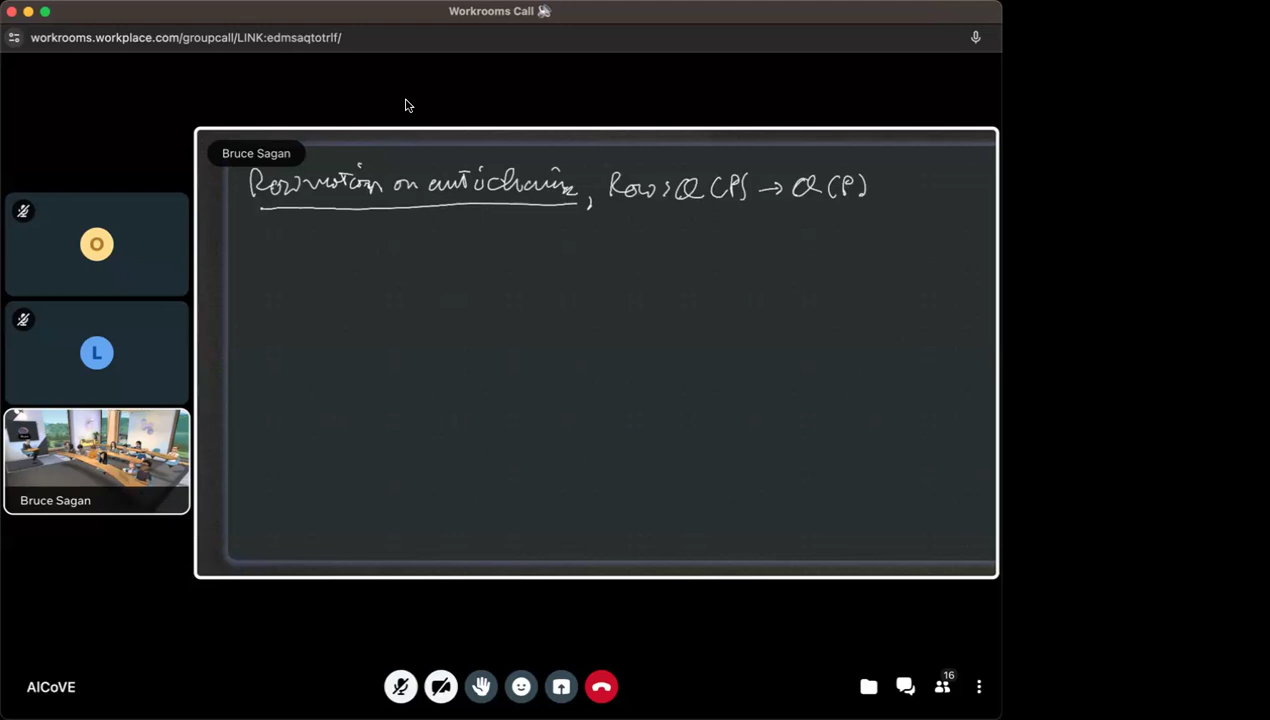 Workrooms Call
workrooms.workplace.com/groupcall/LINK:edmsaqtotrlf/
Bruce Sagan
Rowmotion on antichains, Row: A(P) → A(P)
O
L
Bruce Sagan
AICoVE
16